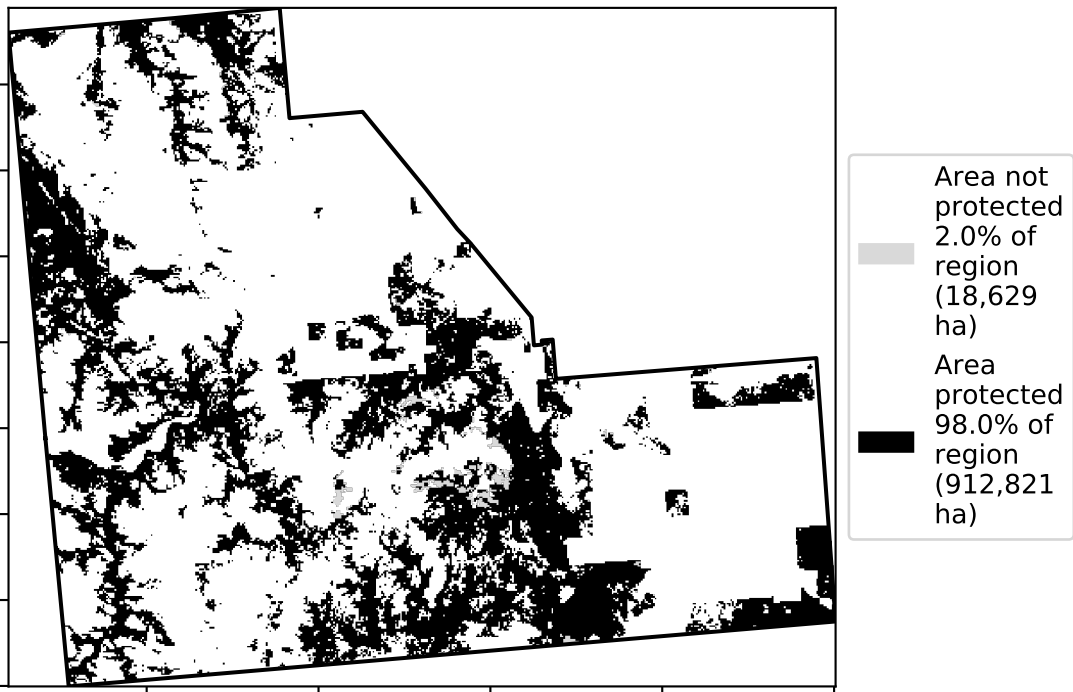 Area not
protected
2.0% of
region
(18,629
ha)
Area
protected
98.0% of
region
(912,821
ha)